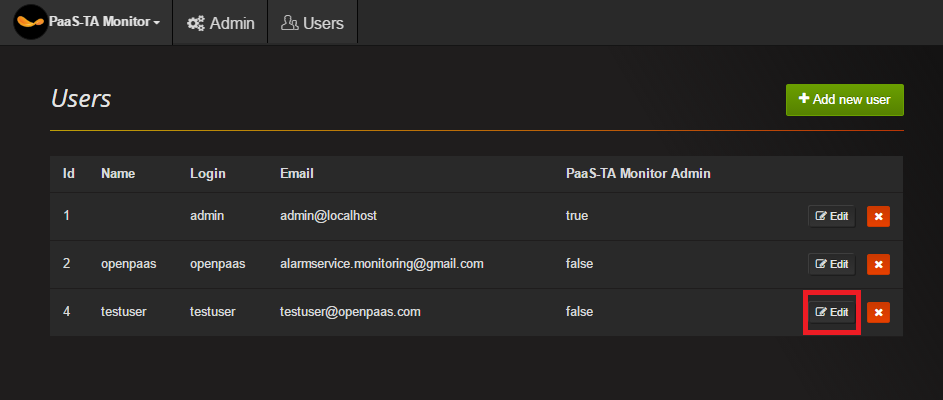 PaaS-TA Monitor Admin Users
Users
Add new user
Id Name Login Email PaaS-TA Monitor Admin
1 admin admin@localhost true Edit
2 openpaas openpaas alarmservice.monitoring@gmail.com false Edit
4 testuser testuser testuser@openpaas.com false Edit